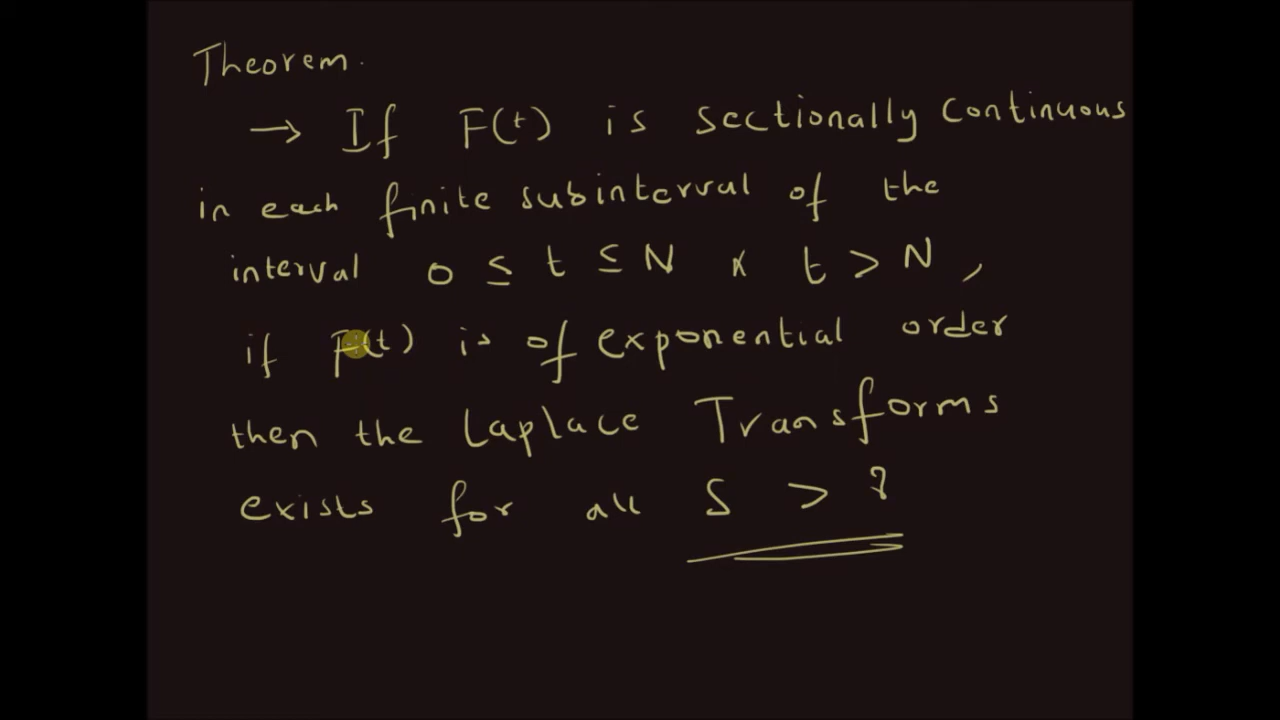 Theorem.
→ If F(t) is sectionally continuous
in each finite subinterval of the
interval 0 ≤ t ≤ N & t > N ,
if F(t) is of exponential order
then the Laplace Transforms
exists for all S > ?